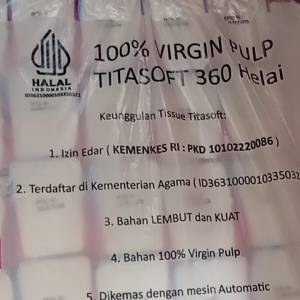 HALAL
INDONESIA
ID36310001033503​21
100% VIRGIN PULP
TITASOFT 360 Helai
Keunggulan Tissue Titasoft:
1. Izin Edar ( KEMENKES RI : PKD 10102220086 )
2. Terdaftar di Kementerian Agama (ID3631000010335032
3. Bahan LEMBUT dan KUAT
4. Bahan 100% Virgin Pulp
5. Dikemas dengan mesin Automatic